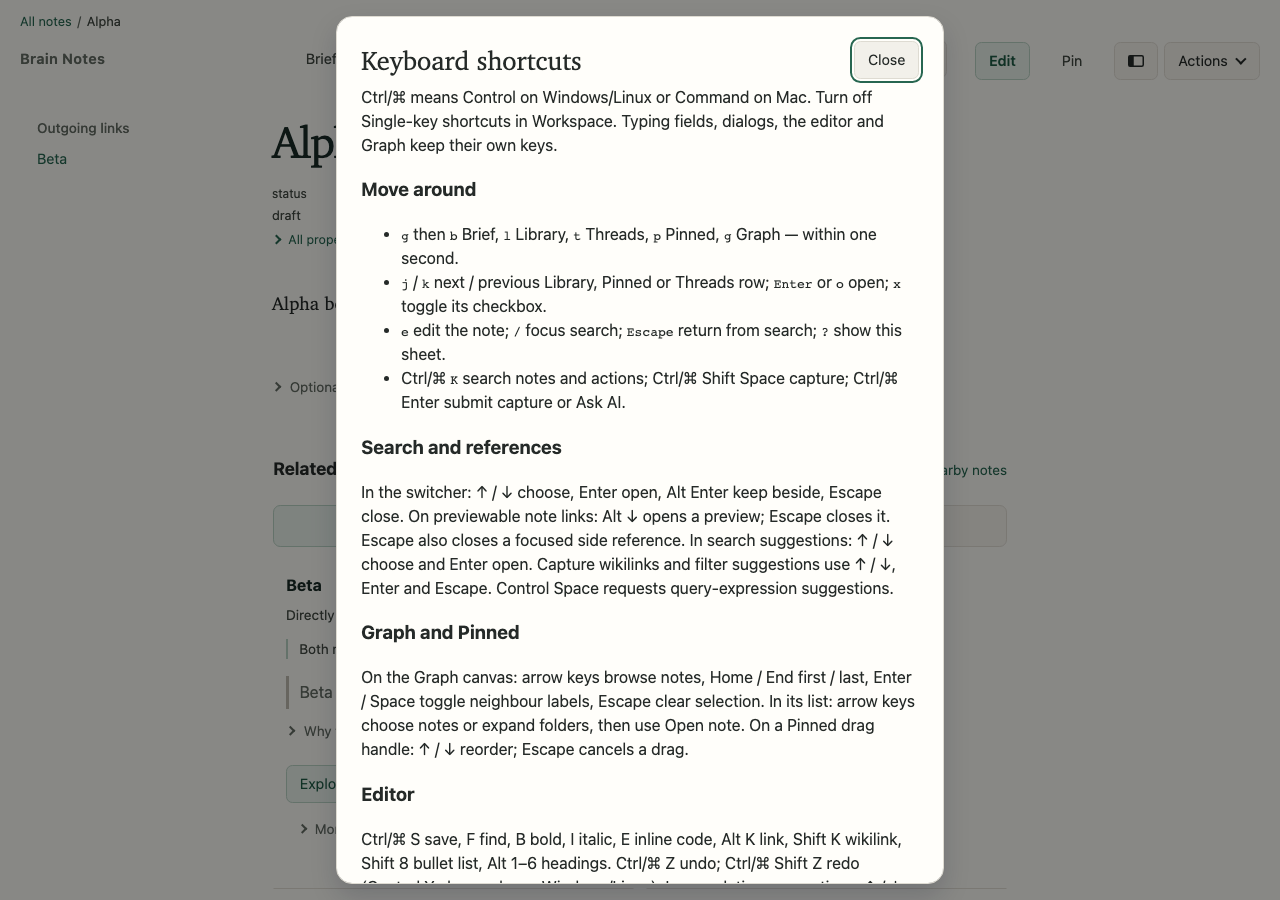 All notes / Alpha
Brain Notes
Brief
Edit
Pin
Actions
Outgoing links
Beta
Alp
status
draft
All prope
Alpha b
Optiona
Related
arby notes
Beta
Directly
Both
Beta
Why
Explo
Mo
Keyboard shortcuts
Close
Ctrl/⌘ means Control on Windows/Linux or Command on Mac. Turn off
Single-key shortcuts in Workspace. Typing fields, dialogs, the editor and
Graph keep their own keys.
Move around
• g then b Brief, l Library, t Threads, p Pinned, g Graph — within one
second.
• j / k next / previous Library, Pinned or Threads row; Enter or o open; x
toggle its checkbox.
• e edit the note; / focus search; Escape return from search; ? show this
sheet.
• Ctrl/⌘ K search notes and actions; Ctrl/⌘ Shift Space capture; Ctrl/⌘
Enter submit capture or Ask AI.
Search and references
In the switcher: ↑ / ↓ choose, Enter open, Alt Enter keep beside, Escape
close. On previewable note links: Alt ↓ opens a preview; Escape closes it.
Escape also closes a focused side reference. In search suggestions: ↑ / ↓
choose and Enter open. Capture wikilinks and filter suggestions use ↑ / ↓,
Enter and Escape. Control Space requests query-expression suggestions.
Graph and Pinned
On the Graph canvas: arrow keys browse notes, Home / End first / last, Enter
/ Space toggle neighbour labels, Escape clear selection. In its list: arrow keys
choose notes or expand folders, then use Open note. On a Pinned drag
handle: ↑ / ↓ reorder; Escape cancels a drag.
Editor
Ctrl/⌘ S save, F find, B bold, I italic, E inline code, Alt K link, Shift K wikilink,
Shift 8 bullet list, Alt 1–6 headings. Ctrl/⌘ Z undo; Ctrl/⌘ Shift Z redo